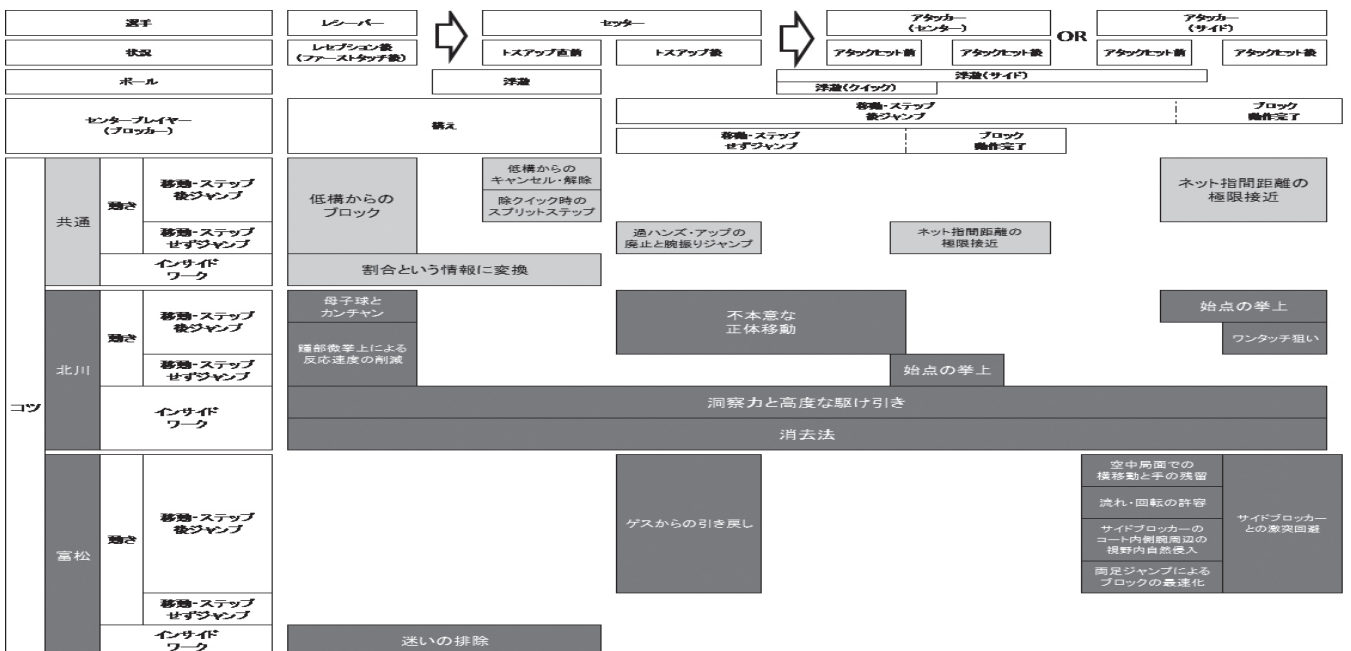 選手
レシーバー
セッター
アタッカー
(センター)
OR
アタッカー
(サイド)
状況
レセプション後
(ファーストタッチ後)
トスアップ直前
トスアップ後
アタックヒット前
アタックヒット後
アタックヒット前
アタックヒット後
ボール
浮遊
浮遊(サイド)
浮遊(クイック)
センタープレイヤー
(ブロッカー)
構え
移動・ステップ
後ジャンプ
ブロック
動作完了
移動・ステップ
せずジャンプ
ブロック
動作完了
コツ
共通
動き
移動・ステップ
後ジャンプ
低構からの
ブロック
低構からの
キャンセル・解除
除クイック時の
スプリットステップ
ネット指間距離の
極限接近
移動・ステップ
せずジャンプ
過ハンズ・アップの
廃止と腕振りジャンプ
ネット指間距離の
極限接近
インサイド
ワーク
割合という情報に変換
北川
動き
移動・ステップ
後ジャンプ
母子球と
カンチャン
踵部微挙上による
反応速度の削減
不本意な
正体移動
始点の挙上
ワンタッチ狙い
移動・ステップ
せずジャンプ
始点の挙上
インサイド
ワーク
洞察力と高度な駆け引き
消去法
富松
動き
移動・ステップ
後ジャンプ
ゲスからの引き戻し
空中局面での
横移動と手の残留
流れ・回転の許容
サイドブロッカーの
コート内側腕周辺の
視野内自然侵入
両足ジャンプによる
ブロックの最速化
サイドブロッカー
との激突回避
移動・ステップ
せずジャンプ
インサイド
ワーク
迷いの排除